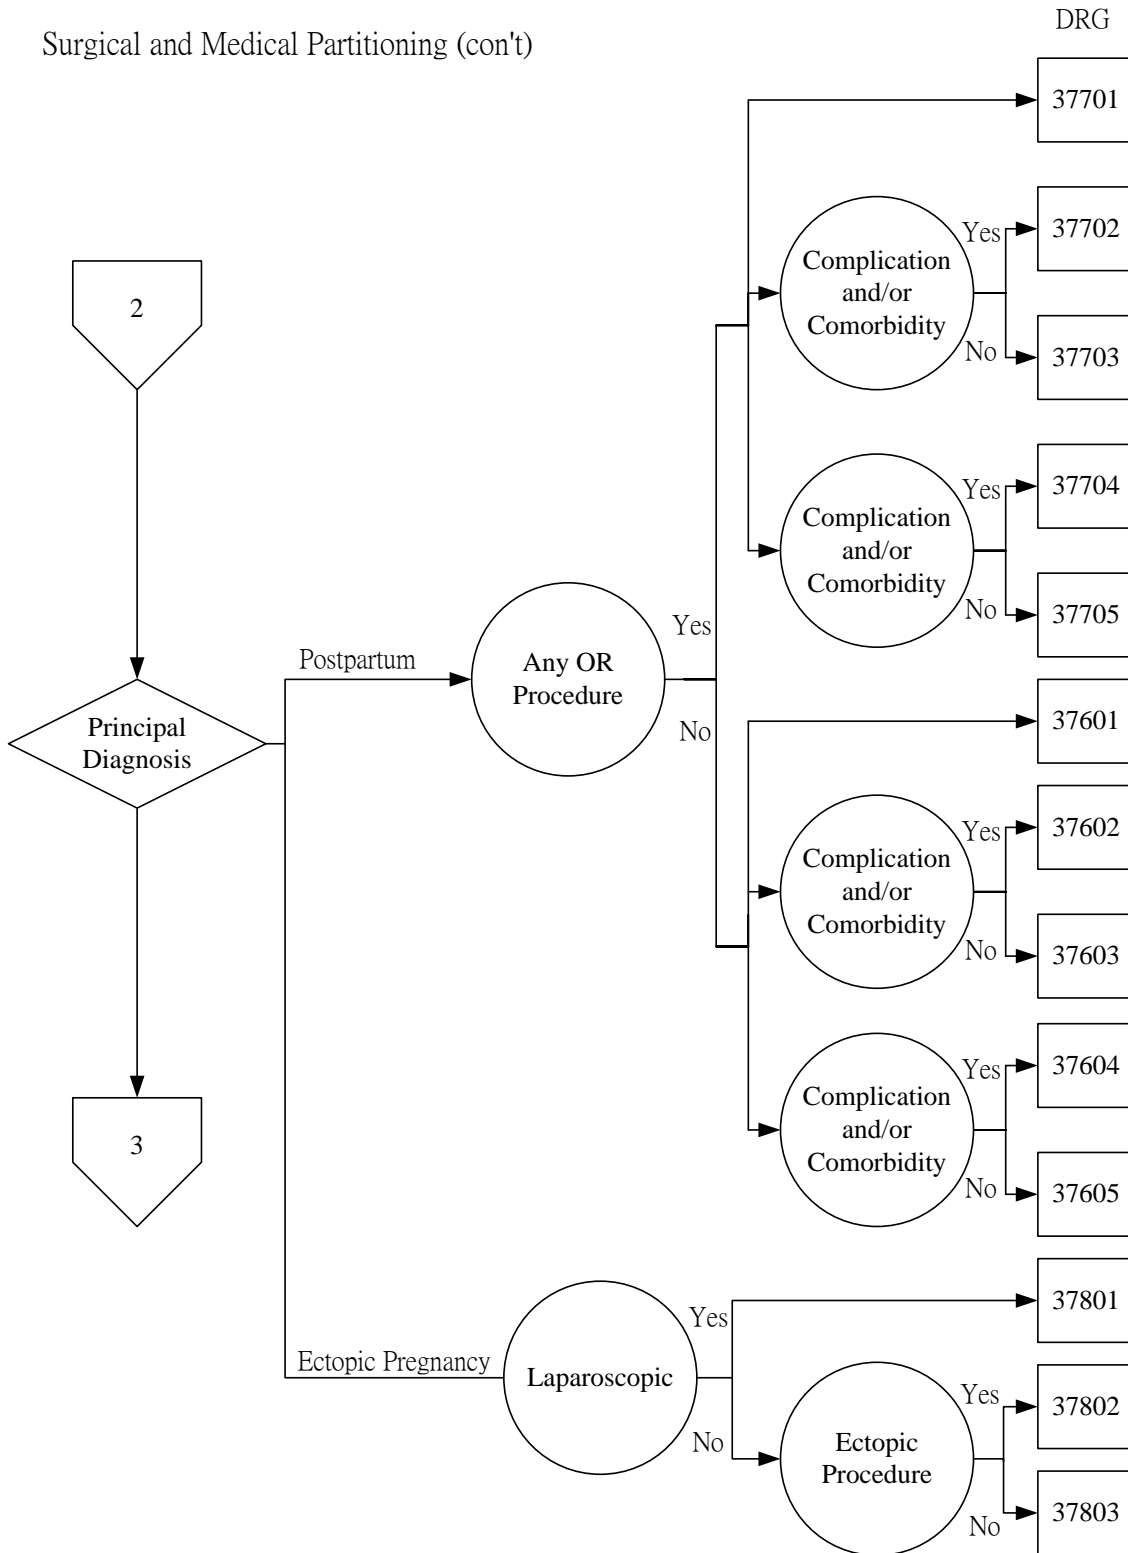 DRG
Surgical and Medical Partitioning (con't)
37701
Complication
and/or
Comorbidity
Yes
37702
No
37703
2
Complication
and/or
Comorbidity
Yes
37704
No
37705
Principal
Diagnosis
Postpartum
Any OR
Procedure
Yes
No
37601
Complication
and/or
Comorbidity
Yes
37602
No
37603
3
Complication
and/or
Comorbidity
Yes
37604
No
37605
Ectopic Pregnancy
Laparoscopic
Yes
37801
No
Ectopic
Procedure
Yes
37802
No
37803